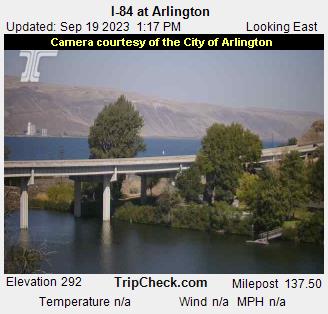 I-84 at Arlington
Updated: Sep 19 2023 1:17 PM Looking East
Camera courtesy of the City of Arlington
Elevation 292 TripCheck.com Milepost 137.50
Temperature n/a Wind n/a MPH n/a